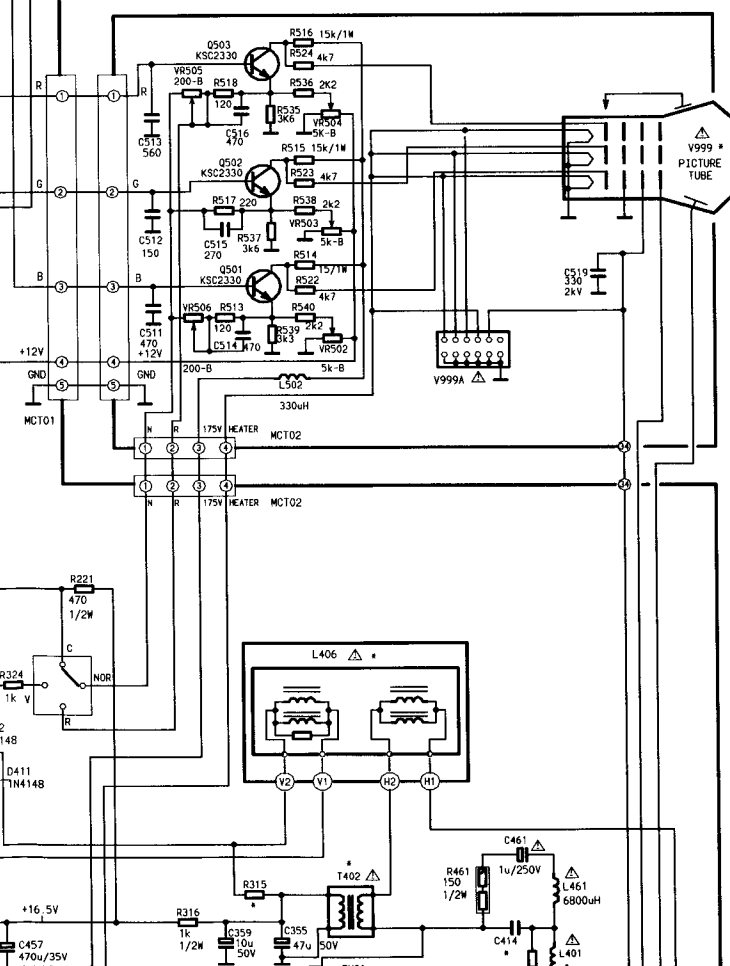 R516 15k/1W
Q503
KSC2330
R524
4k7
VR505
200-B
R518
120
R536 2K2
R
R
1
1
C516
470
R535
3K6
VR504
5K-B
C513
560
R515 15k/1W
Q502
KSC2330
R523
4k7
V999 *
PICTURE
TUBE
G
G
2
2
R517 220
R538
2k2
VR503
5k-B
C512
150
C515
270
R537
3k6
R514
15/1W
Q501
KSC2330
R522
4k7
C519
330
2kV
B
B
3
3
VR506
R513
120
R540
2k2
C511
470
C514
470
R539
3k3
VR502
5k-B
200-B
+12V
+12V
4
4
GND
GND
5
5
L502
330uH
V999A
MCT01
N
R
175V HEATER
MCT02
1
2
3
4
34
1
2
3
4
34
N
R
175V HEATER
MCT02
R221
470
1/2W
C
R324
1k
V
NOR
R
2
148
D411
1N4148
L406 *
V2
V1
H2
H1
C461
1u/250V
R461
150
1/2W
L461
6800uH
*
T402
R315
*
+16.5V
R316
1k
1/2W
C359
10u
50V
C355
47u 50V
C414
*
L401
C457
470u/35V